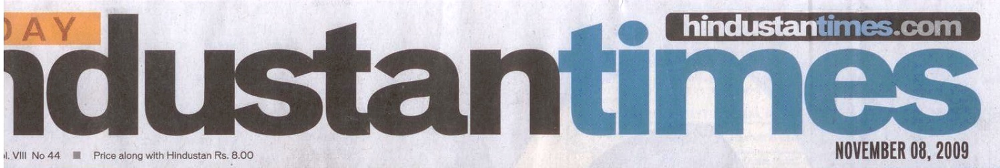 DAY
hindustantimes.com
ndustantimes
l. VIII No 44 ■ Price along with Hindustan Rs. 8.00
NOVEMBER 08, 2009